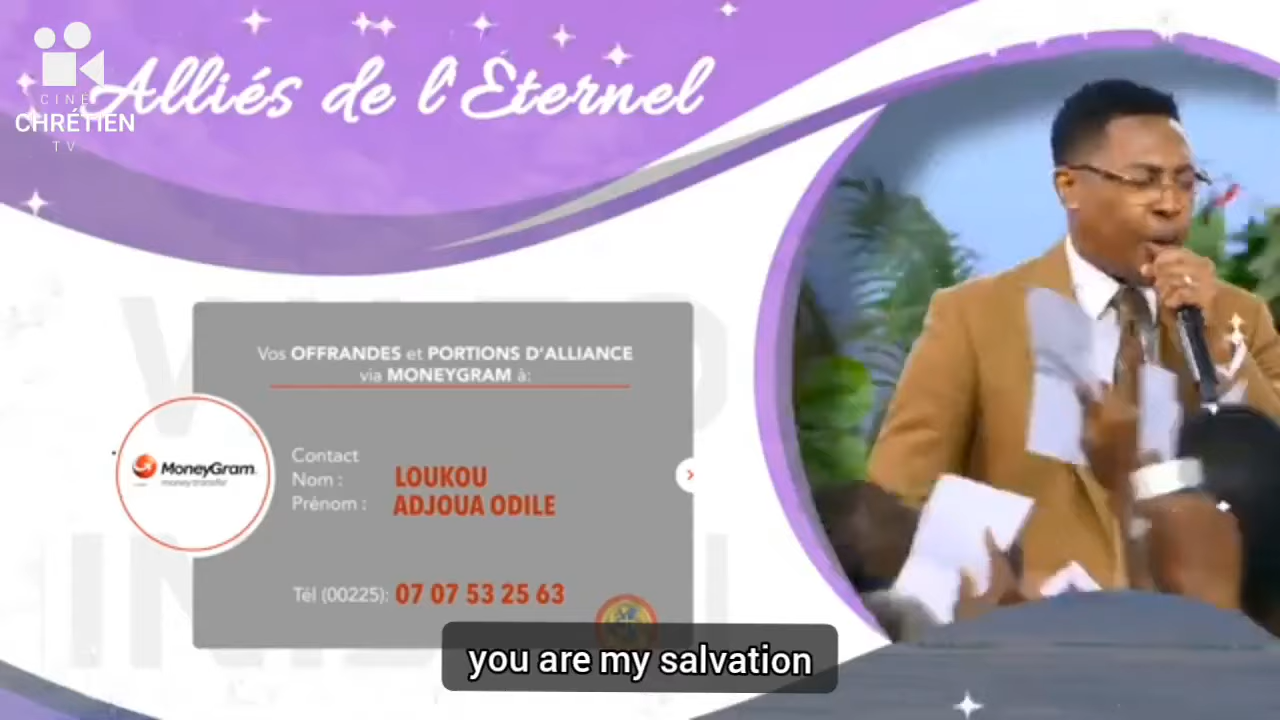 Alliés de l'Éternel
CINE
CHRÉTIEN
TV
Vos OFFRANDES et PORTIONS D'ALLIANCE
via MONEYGRAM à:
MoneyGram
money transfer
Contact
Nom : LOUKOU
Prénom : ADJOUA ODILE
Tél (00225): 07 07 53 25 63
you are my salvation